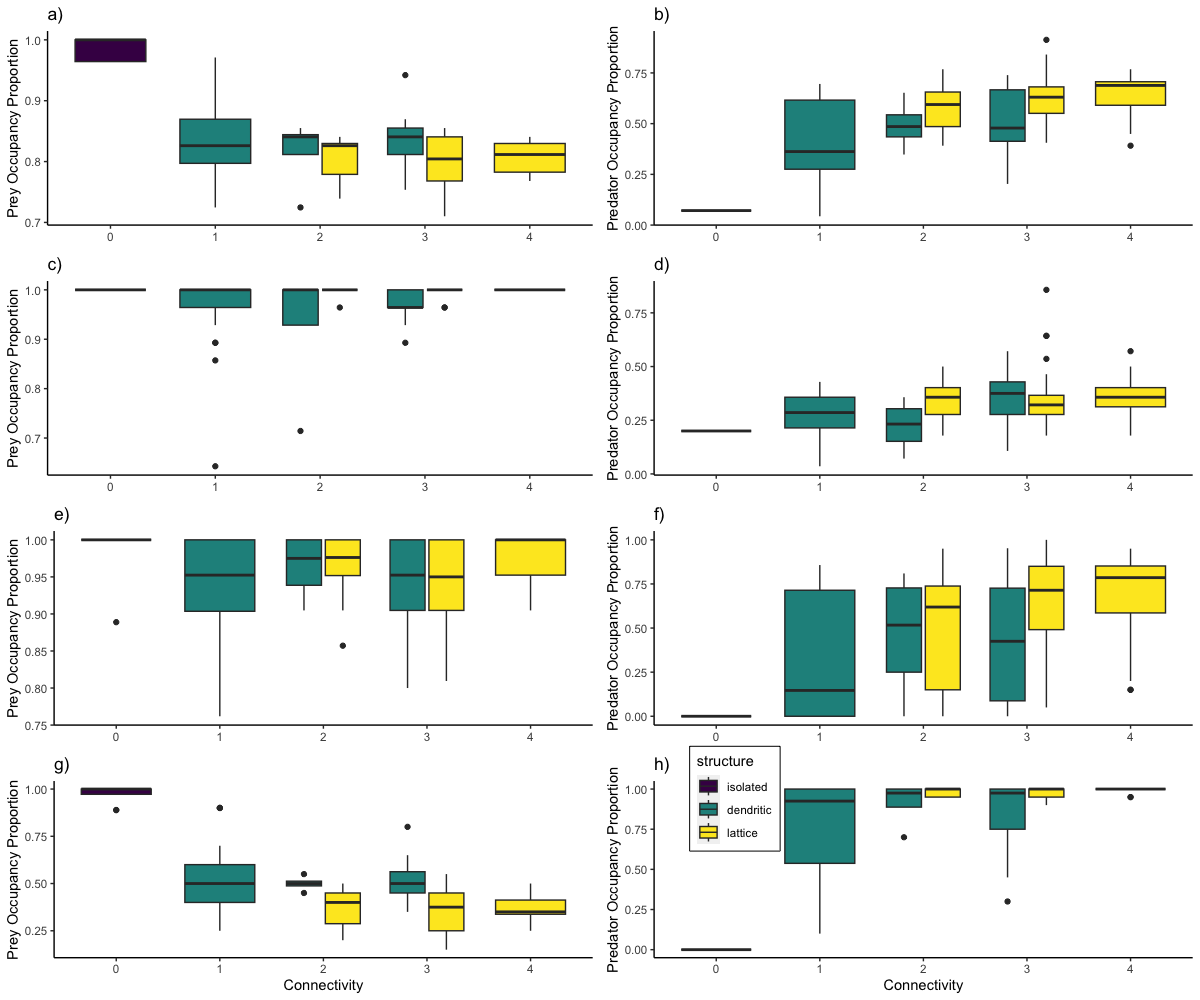 a)
Prey Occupancy Proportion
1.0
0.9
0.8
0.7
0 1 2 3 4
b)
Predator Occupancy Proportion
0.75
0.50
0.25
0.00
0 1 2 3 4
c)
Prey Occupancy Proportion
1.0
0.9
0.8
0.7
0 1 2 3 4
d)
Predator Occupancy Proportion
0.75
0.50
0.25
0.00
0 1 2 3 4
e)
Prey Occupancy Proportion
1.00
0.95
0.90
0.85
0.80
0.75
0 1 2 3 4
f)
Predator Occupancy Proportion
1.00
0.75
0.50
0.25
0.00
0 1 2 3 4
g)
Prey Occupancy Proportion
1.00
0.75
0.50
0.25
0 1 2 3 4
Connectivity
h)
Predator Occupancy Proportion
1.00
0.75
0.50
0.25
0.00
0 1 2 3 4
Connectivity
structure
isolated
dendritic
lattice